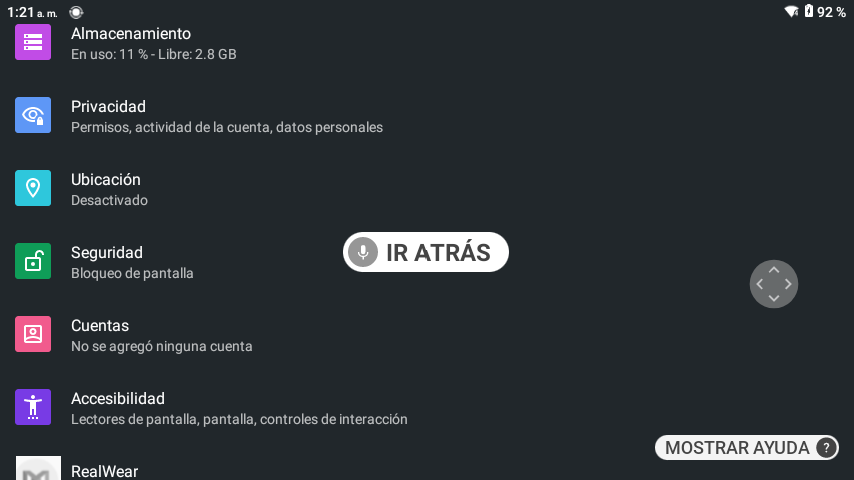 1:21 a. m.
92 %
Almacenamiento
En uso: 11 % - Libre: 2.8 GB
Privacidad
Permisos, actividad de la cuenta, datos personales
Ubicación
Desactivado
Seguridad
Bloqueo de pantalla
IR ATRÁS
Cuentas
No se agregó ninguna cuenta
Accesibilidad
Lectores de pantalla, pantalla, controles de interacción
MOSTRAR AYUDA ?
RealWear